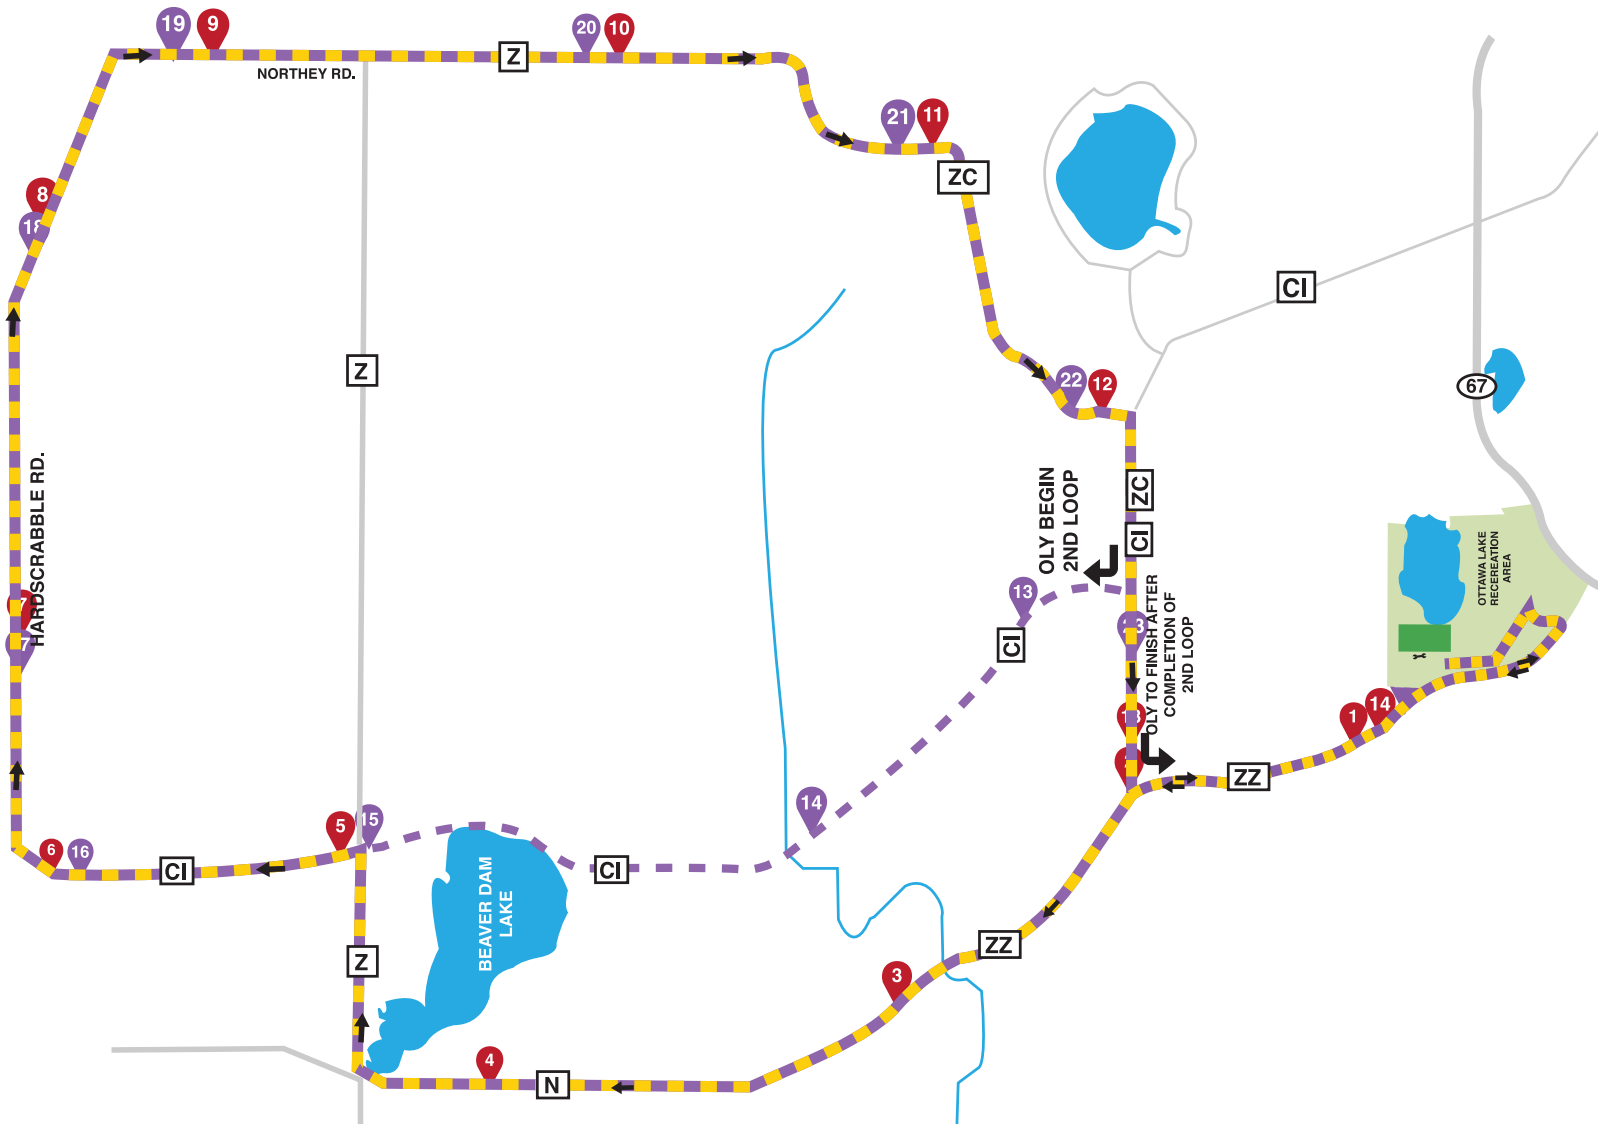 19
9
20
10
Z
NORTHEY RD.
21
11
ZC
8
18
CI
Z
22
12
67
HARDSCRABBLE RD.
OLY BEGIN
2ND LOOP
ZC
CI
OTTAWA LAKE
RECEREATION
AREA
13
CI
7
OLY TO FINISH AFTER
COMPLETION OF
2ND LOOP
1
14
ZZ
14
5
15
6
16
CI
CI
BEAVER DAM
LAKE
Z
ZZ
3
4
N